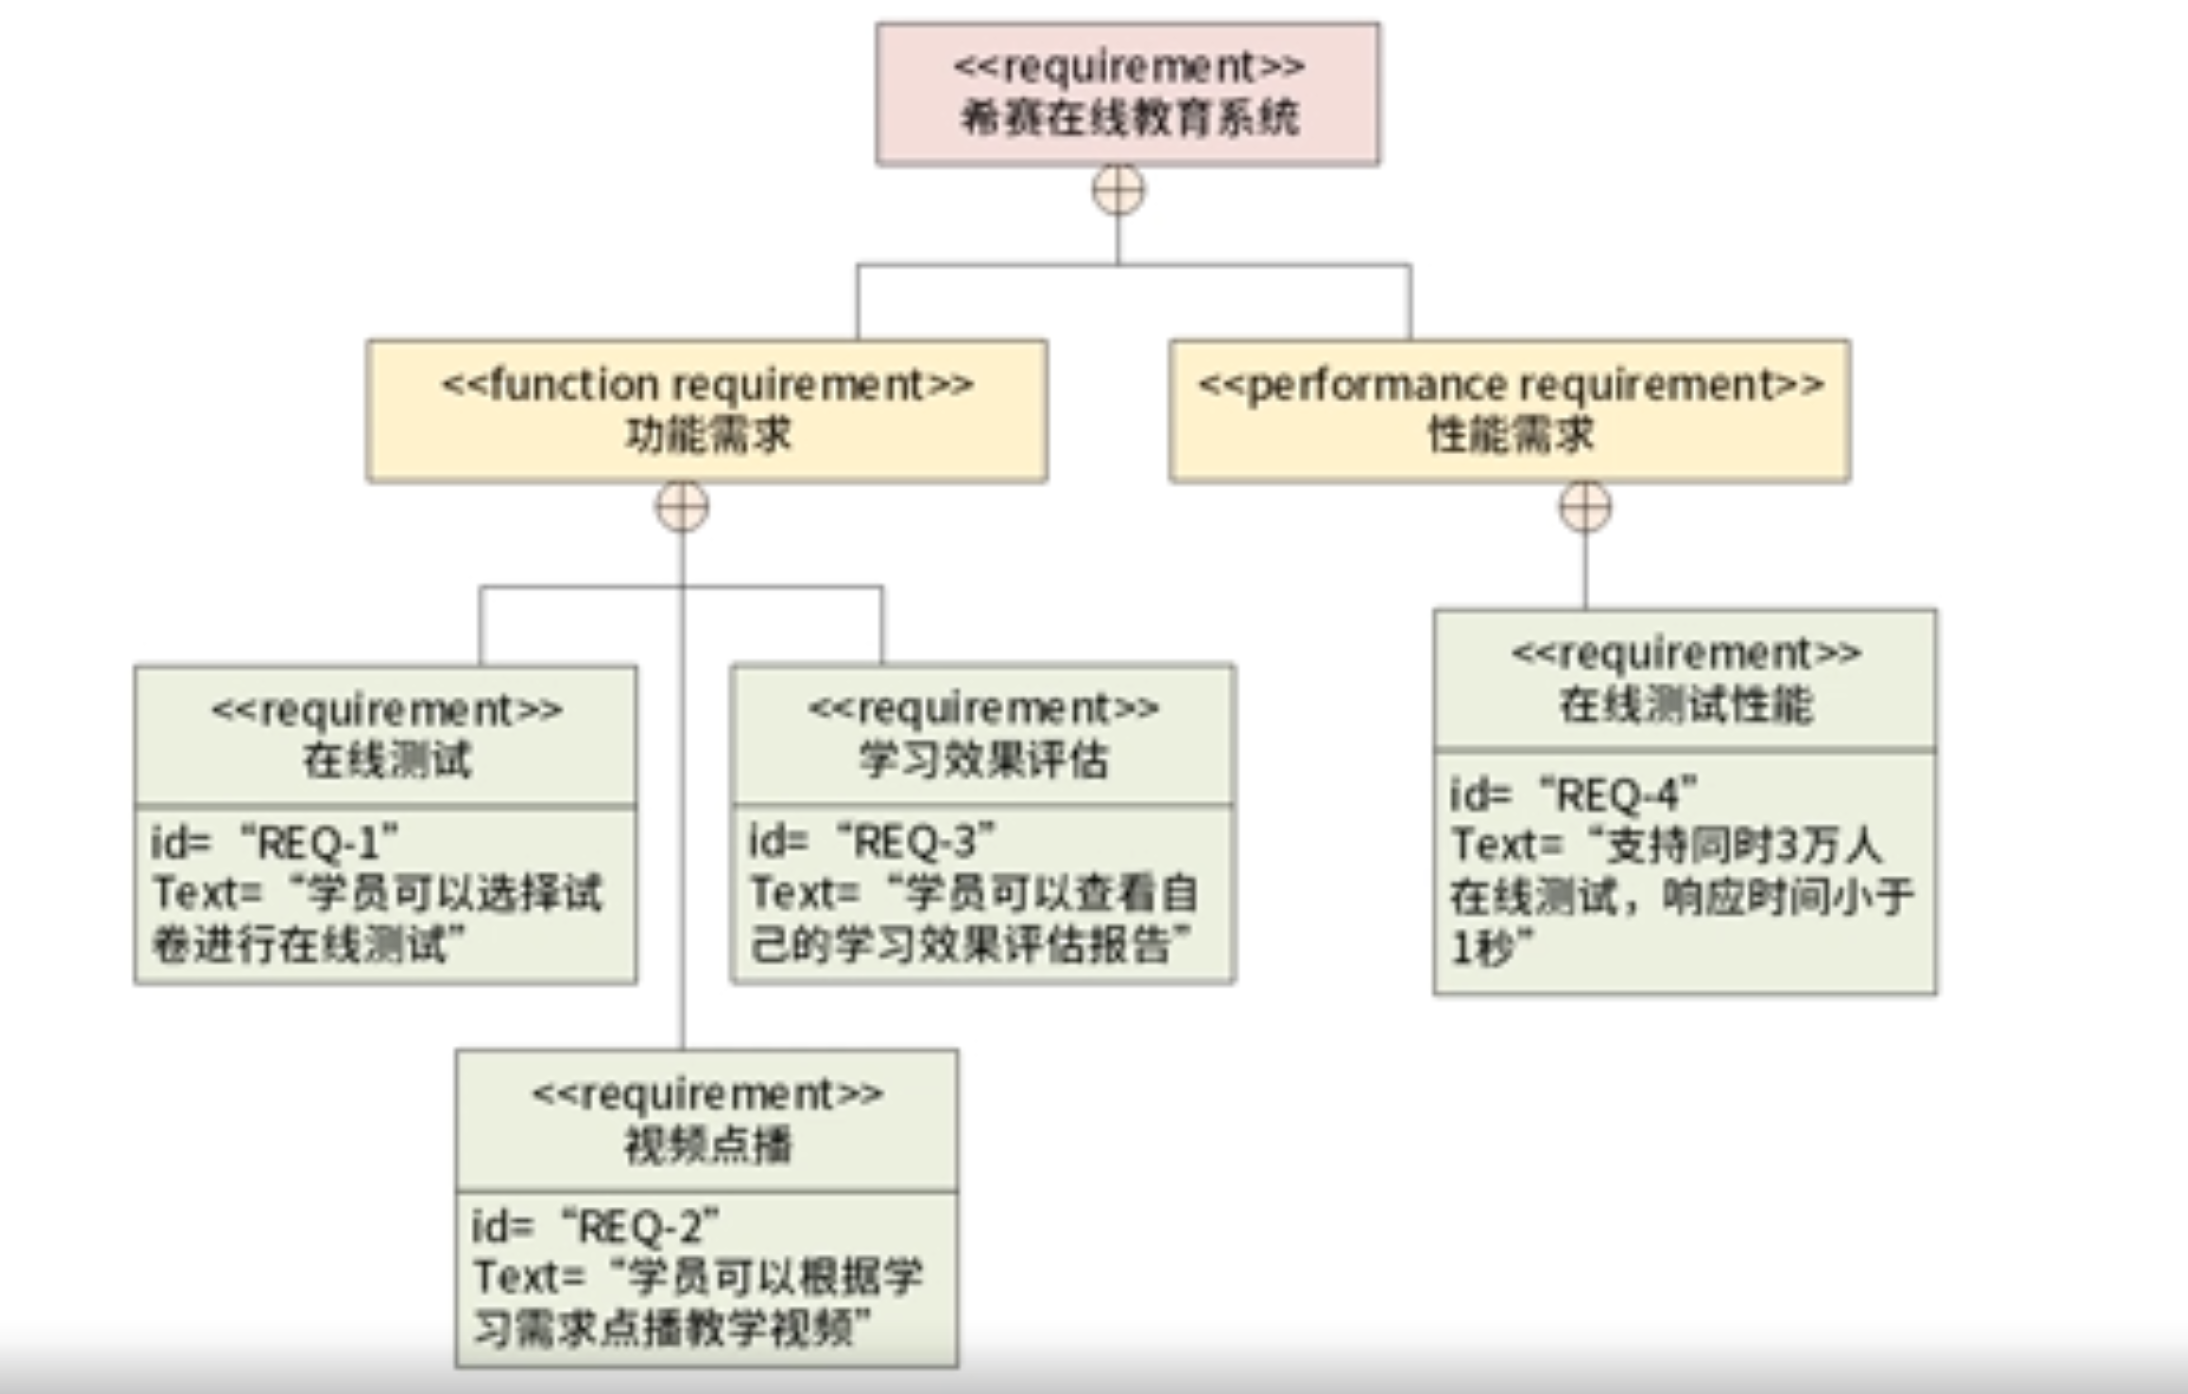 <<requirement>>
希赛在线教育系统
<<function requirement>>
功能需求
<<performance requirement>>
性能需求
<<requirement>>
在线测试
id= “REQ-1”
Text= “学员可以选择试
卷进行在线测试”
<<requirement>>
学习效果评估
id= “REQ-3”
Text= “学员可以查看自
己的学习效果评估报告”
<<requirement>>
在线测试性能
id= “REQ-4”
Text= “支持同时3万人
在线测试，响应时间小于
1秒”
<<requirement>>
视频点播
id= “REQ-2”
Text= “学员可以根据学
习需求点播教学视频”